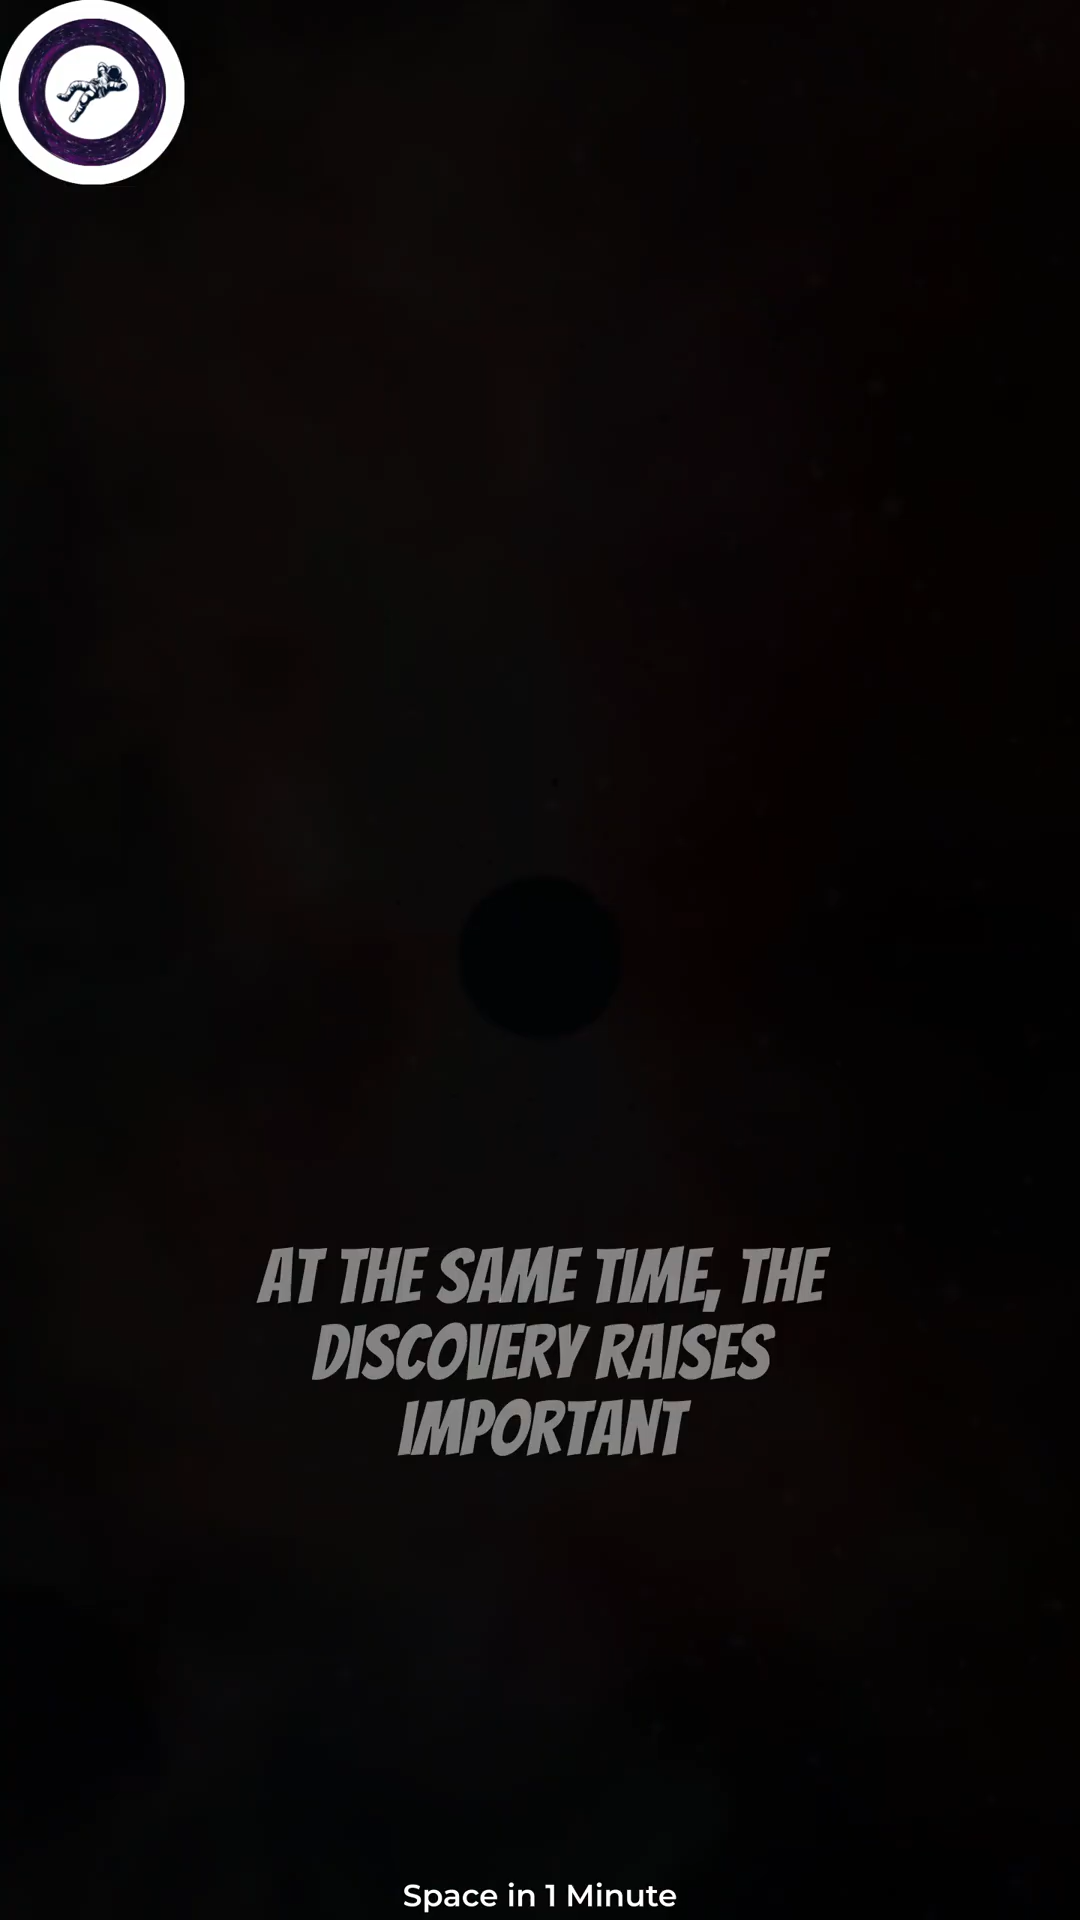 AT THE SAME TIME, THE
DISCOVERY RAISES
IMPORTANT
Space in 1 Minute